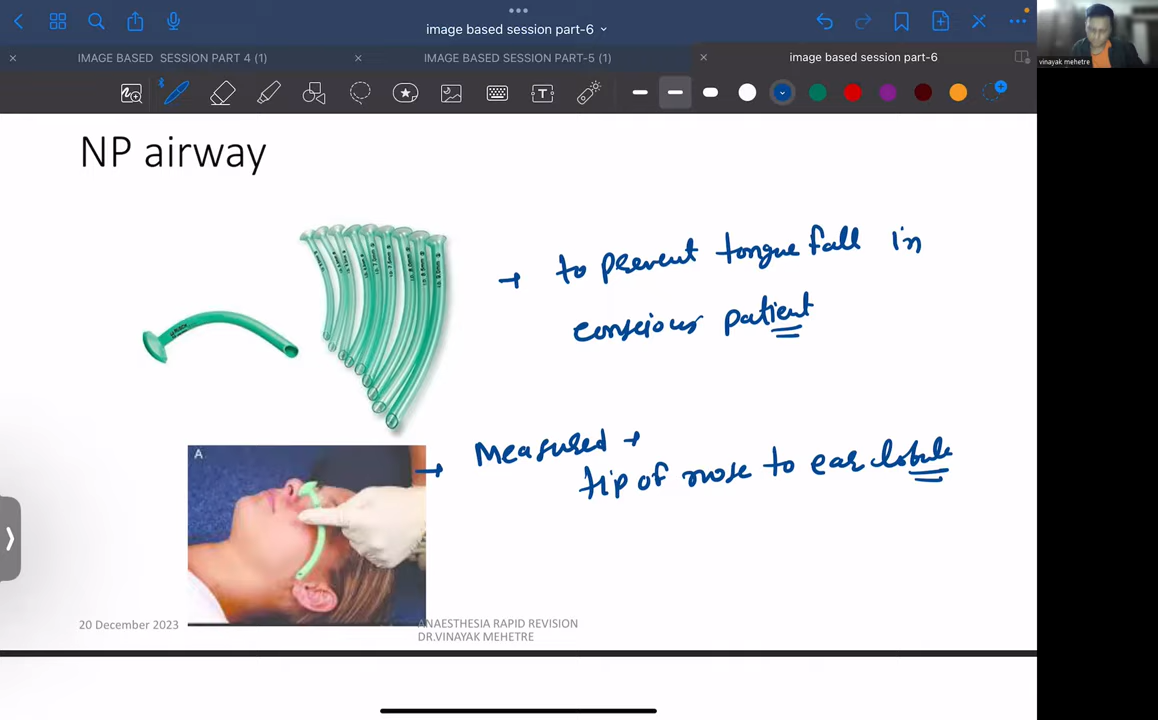 image based session part-6
IMAGE BASED SESSION PART 4 (1)
IMAGE BASED SESSION PART-5 (1)
image based session part-6
vinayak mehetre
NP airway
→ to prevent tongue fall in
conscious patient
→ Measured →
tip of nose to ear lobule
A
20 December 2023
ANAESTHESIA RAPID REVISION
DR.VINAYAK MEHETRE